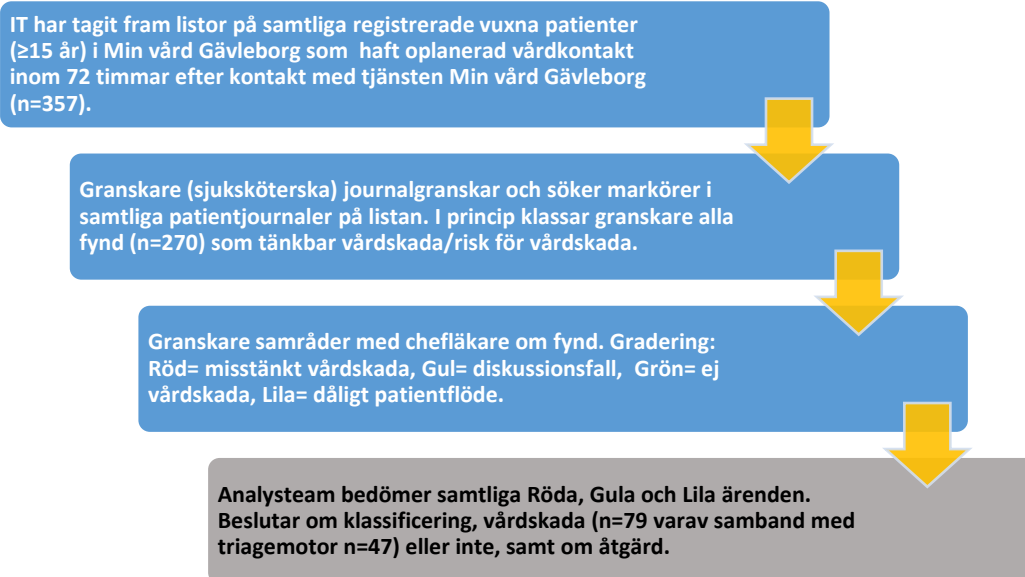 IT har tagit fram listor på samtliga registrerade vuxna patienter
(≥15 år) i Min vård Gävleborg som  haft oplanerad vårdkontakt
inom 72 timmar efter kontakt med tjänsten Min vård Gävleborg
(n=357).
Granskare (sjuksköterska) journalgranskar och söker markörer i
samtliga patientjournaler på listan. I princip klassar granskare alla
fynd (n=270) som tänkbar vårdskada/risk för vårdskada.
Granskare samråder med chefläkare om fynd. Gradering:
Röd= misstänkt vårdskada, Gul= diskussionsfall,  Grön= ej
vårdskada, Lila= dåligt patientflöde.
Analysteam bedömer samtliga Röda, Gula och Lila ärenden.
Beslutar om klassificering, vårdskada (n=79 varav samband med
triagemotor n=47) eller inte, samt om åtgärd.